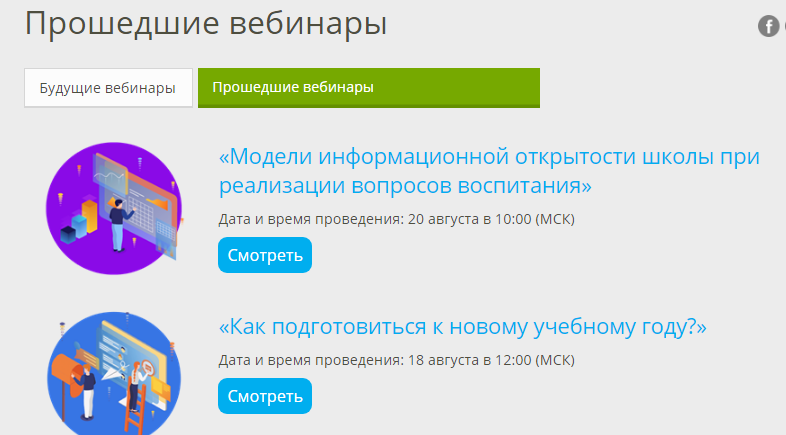 Прошедшие вебинары
Будущие вебинары
Прошедшие вебинары
«Модели информационной открытости школы при
реализации вопросов воспитания»
Дата и время проведения: 20 августа в 10:00 (МСК)
Смотреть
«Как подготовиться к новому учебному году?»
Дата и время проведения: 18 августа в 12:00 (МСК)
Смотреть